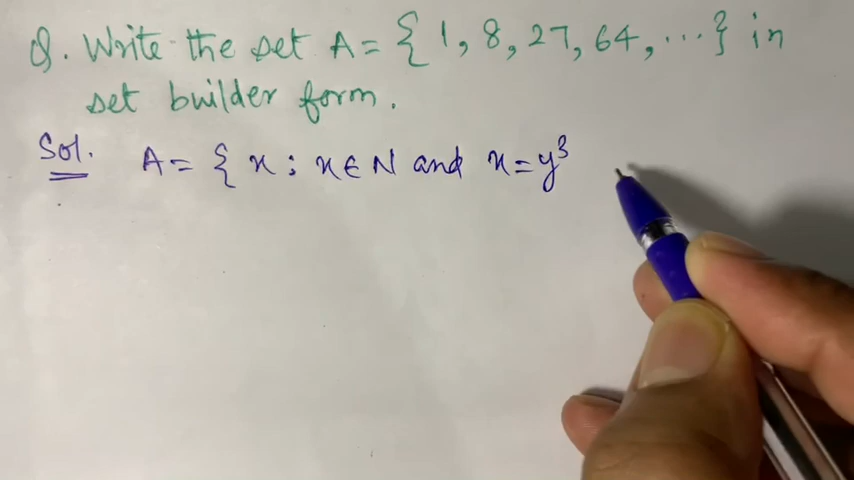 Q. Write the set A = { 1, 8, 27, 64, ... } in
set builder form.
Sol. A = { x : x ∈ N and x = y³